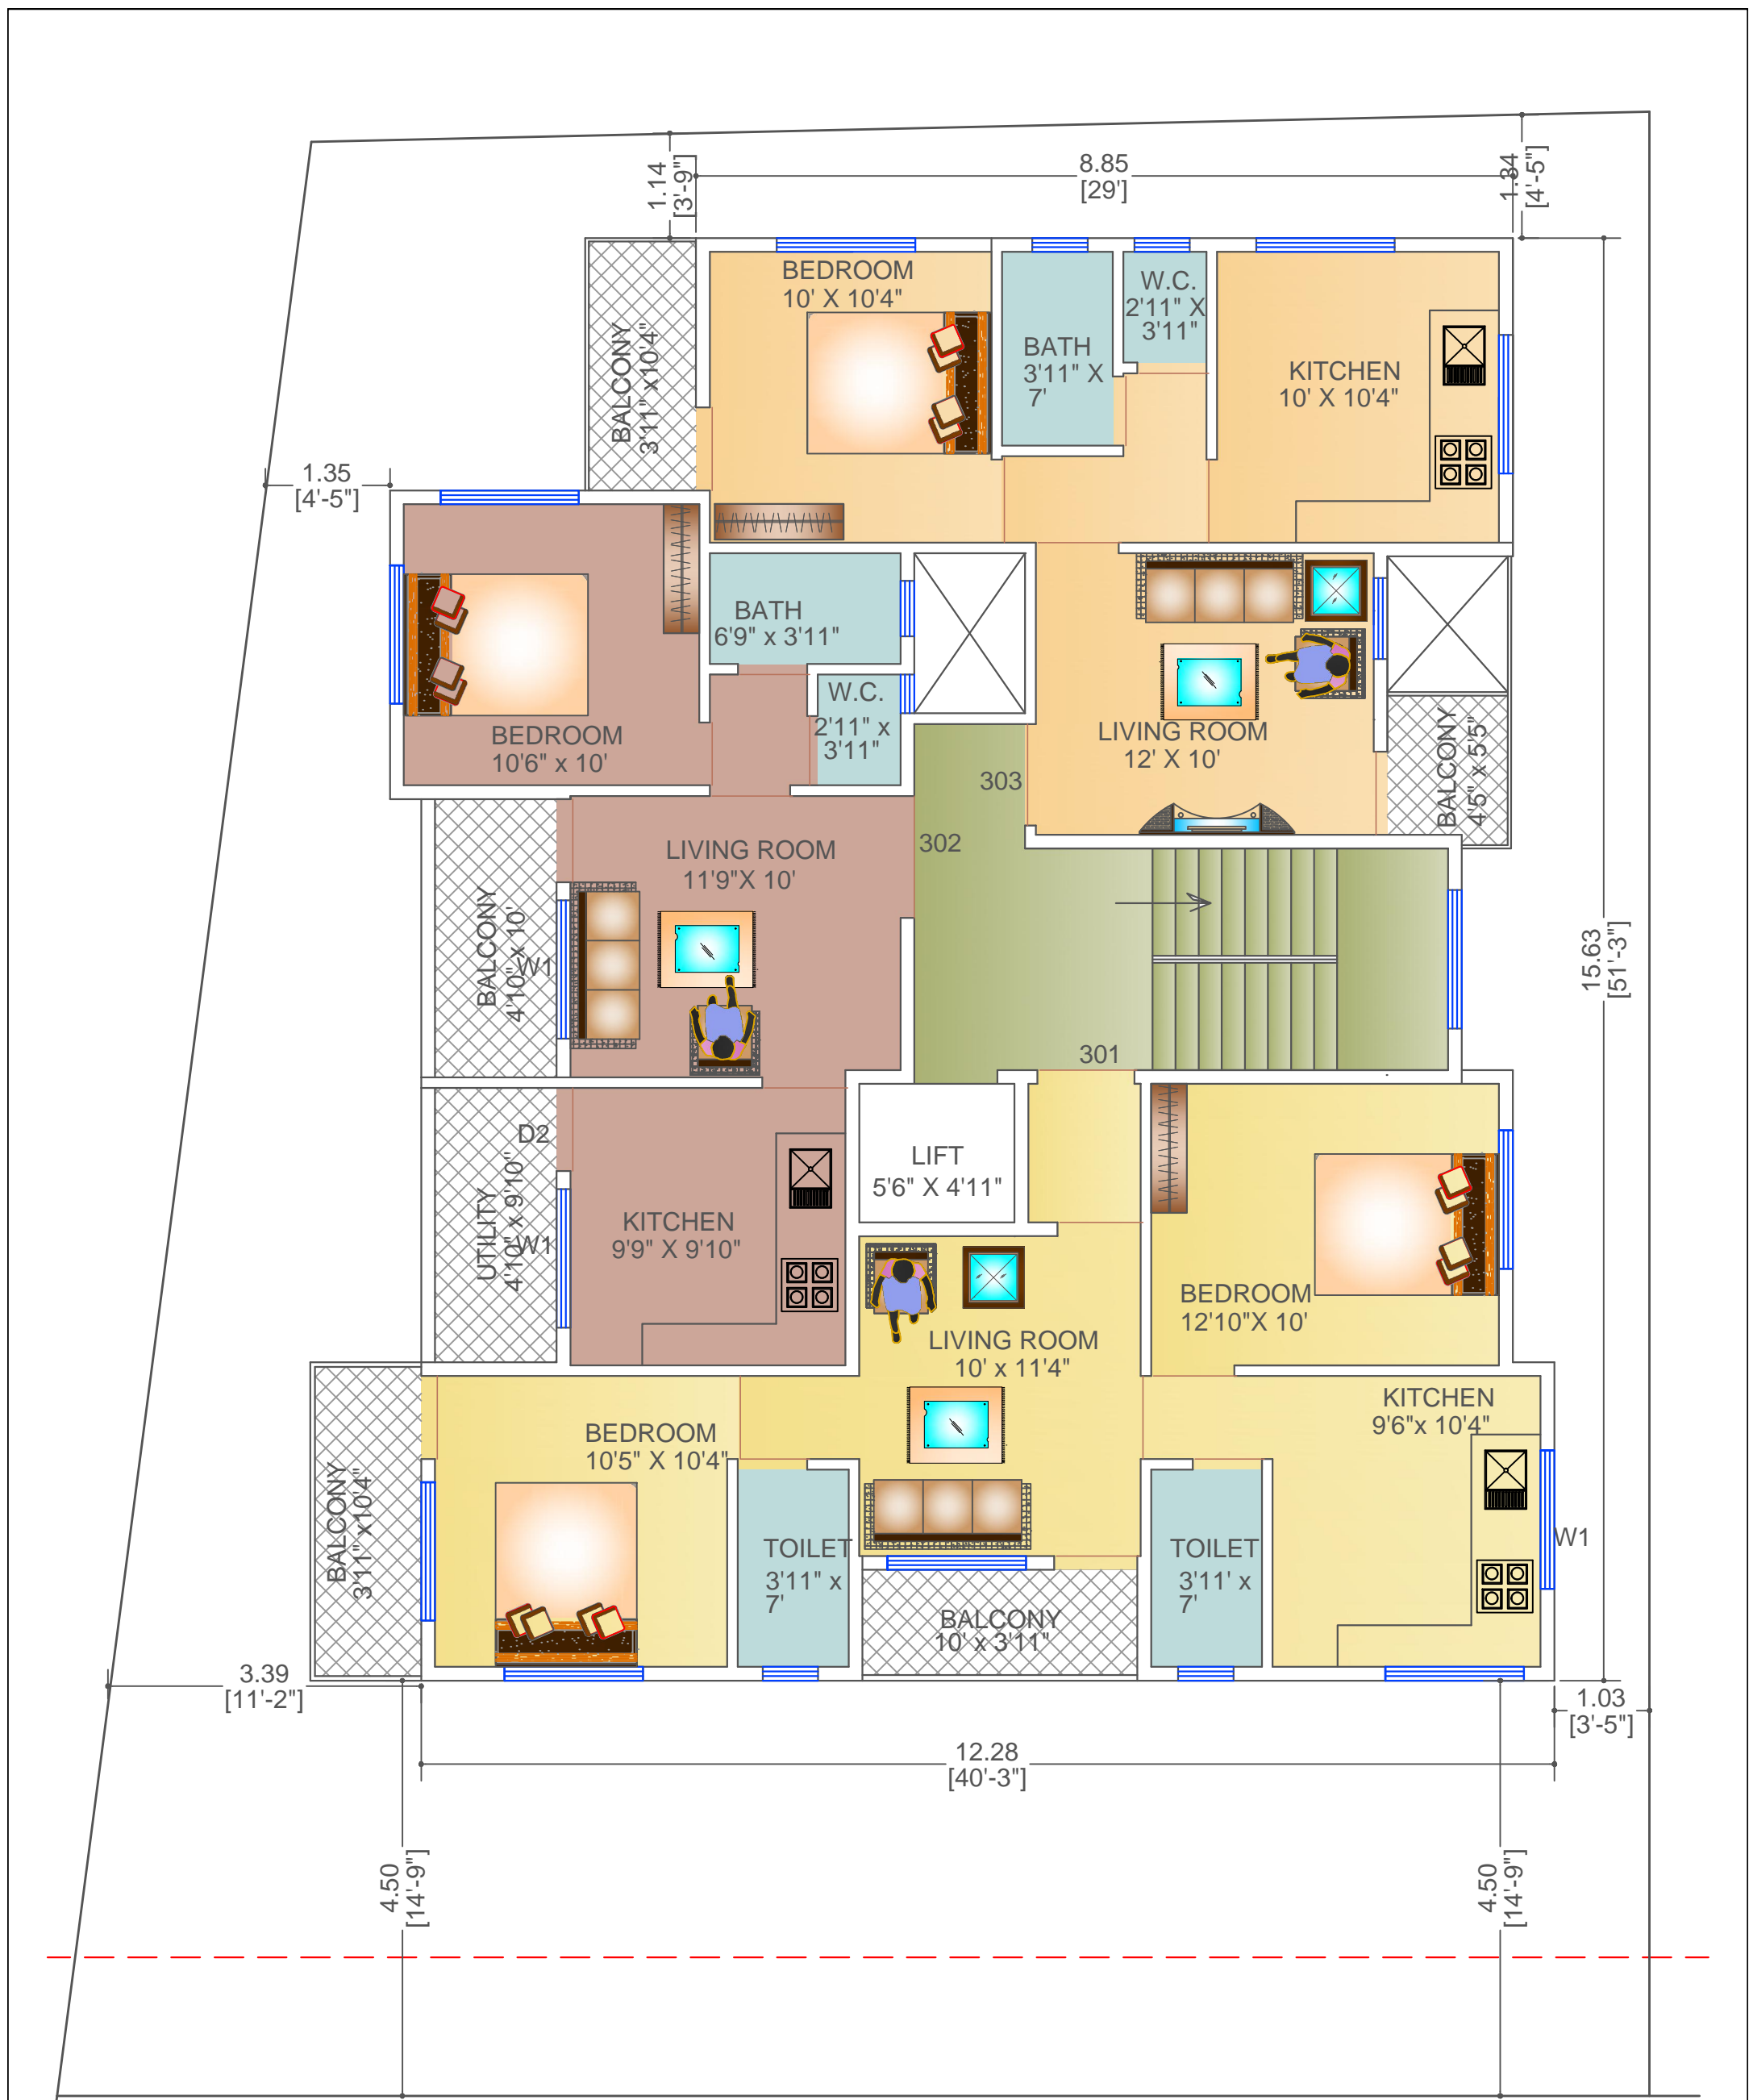 8.85
[29']
1.14
[3'-9"]
1.34
[4'-5"]
BEDROOM
10' X 10'4"
W.C.
2'11" X
3'11"
BATH
3'11" X
7'
KITCHEN
10' X 10'4"
BALCONY
3'11" x10'4"
1.35
[4'-5"]
BATH
6'9" x 3'11"
W.C.
2'11" x
3'11"
BEDROOM
10'6" x 10'
LIVING ROOM
12' X 10'
BALCONY
4'5" x 5'5"
303
302
LIVING ROOM
11'9"X 10'
BALCONY
4'10" x 10'
W1
15.63
[51'-3"]
301
D2
LIFT
5'6" X 4'11"
UTILITY
4'10" x 9'10"
W1
KITCHEN
9'9" X 9'10"
BEDROOM
12'10"X 10'
LIVING ROOM
10' x 11'4"
KITCHEN
9'6"x 10'4"
BEDROOM
10'5" X 10'4"
BALCONY
3'11" x10'4"
TOILET
3'11" x
7'
TOILET
3'11' x
7'
W1
BALCONY
10' x 3'11"
3.39
[11'-2"]
1.03
[3'-5"]
12.28
[40'-3"]
4.50
[14'-9"]
4.50
[14'-9"]